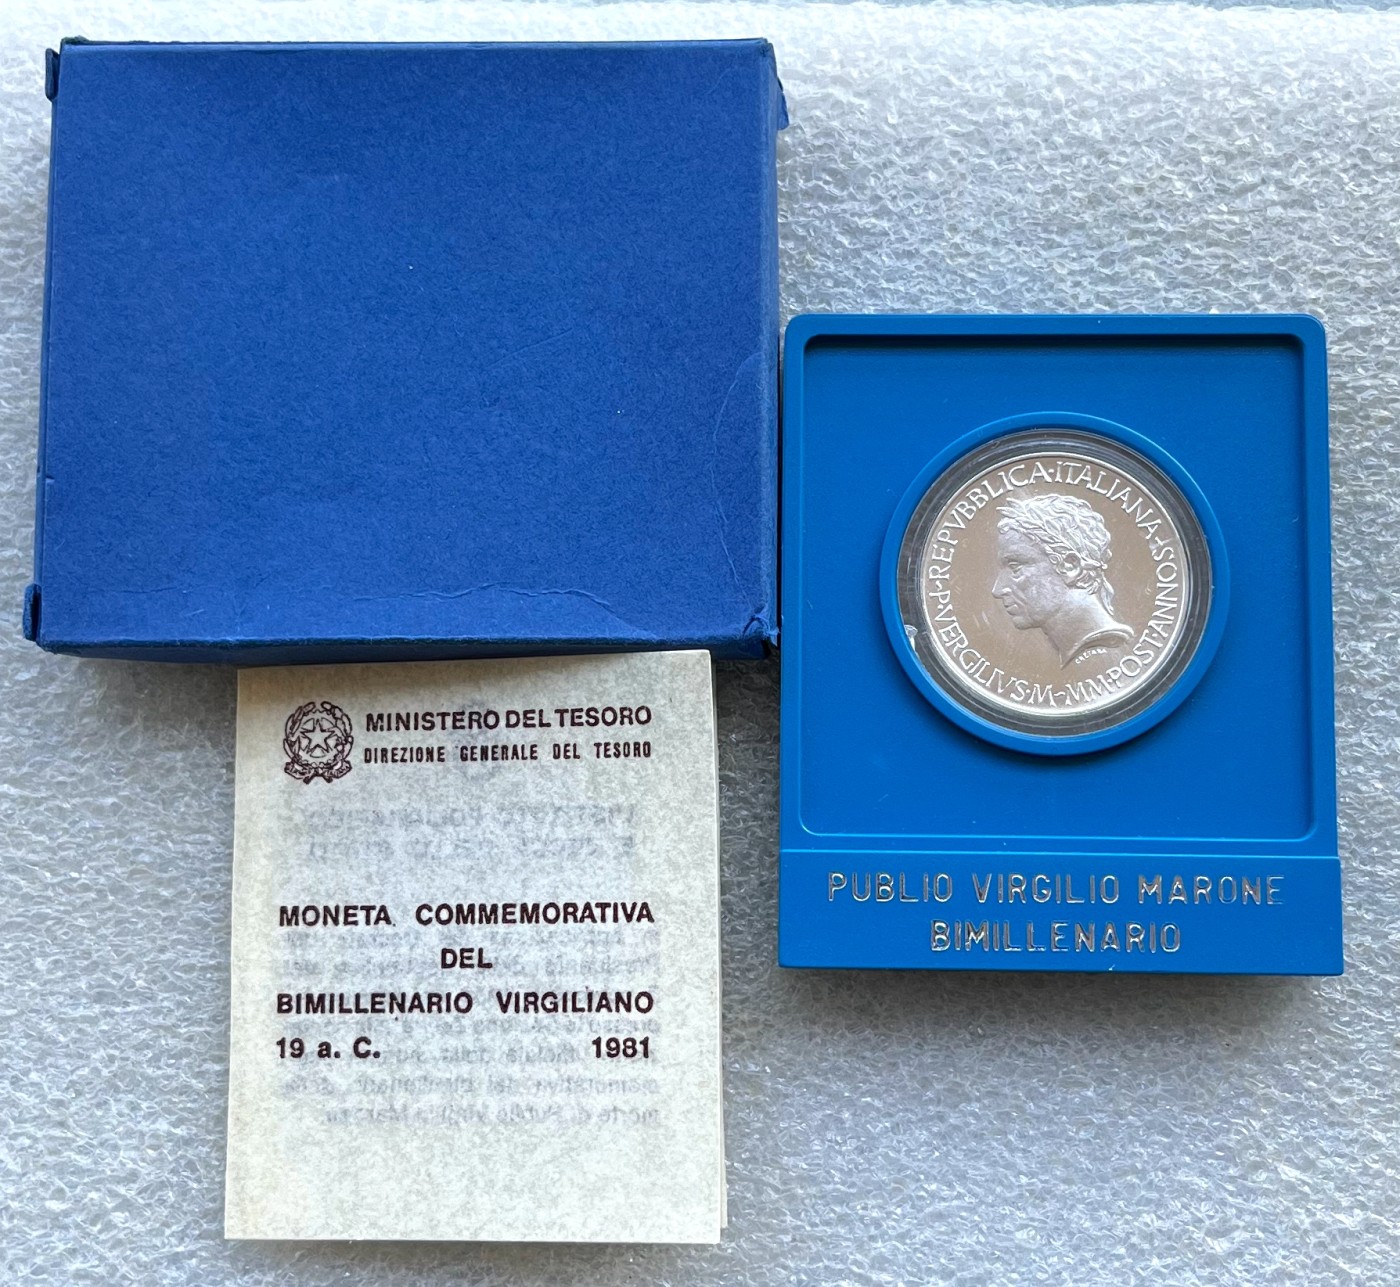 MINISTERO DEL TESORO
DIREZIONE GENERALE DEL TESORO
MONETA COMMEMORATIVA
DEL
BIMILLENARIO VIRGILIANO
19 a. C. 1981
REPVBBLICA·ITALIANA
VERGILIVS·M~MM·POST·ANNOS
PUBLIO VIRGILIO MARONE
BIMILLENARIO